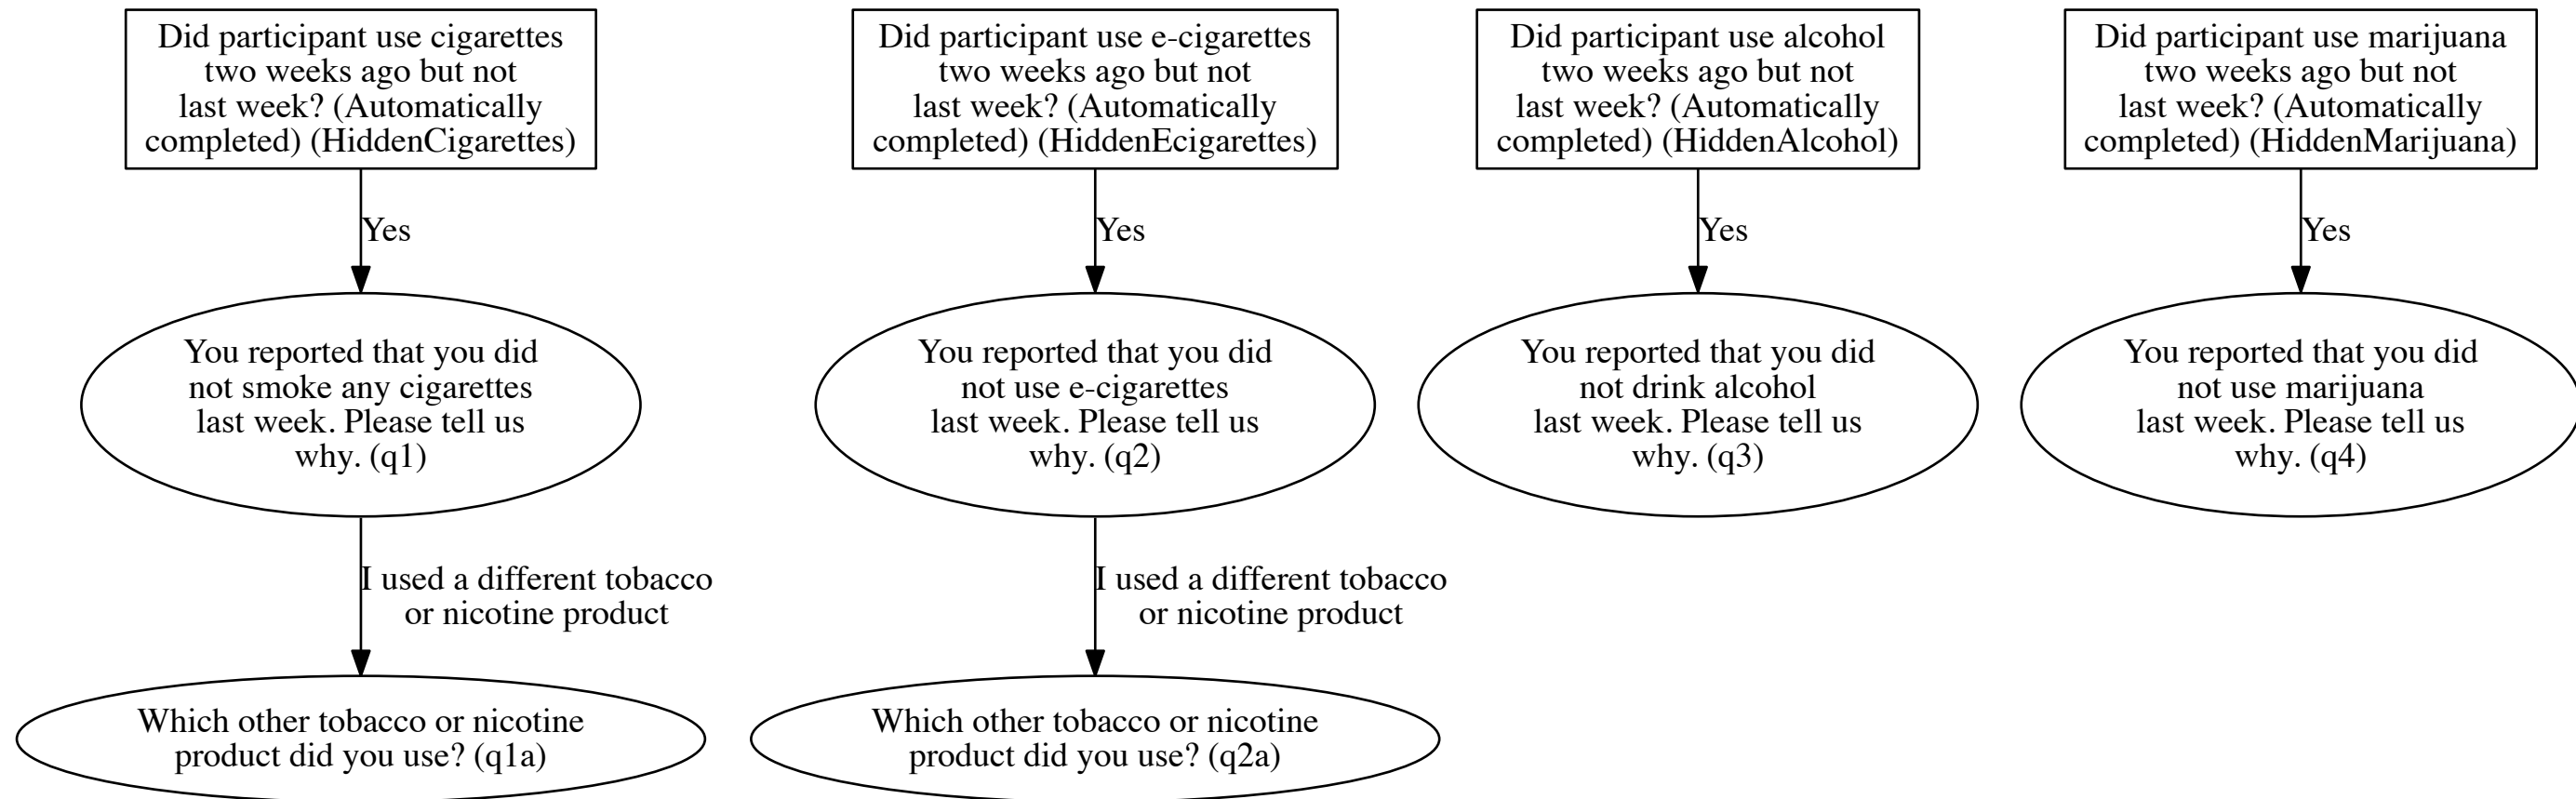 Did participant use cigarettes
two weeks ago but not
last week? (Automatically
completed) (HiddenCigarettes)
Yes
You reported that you did
not smoke any cigarettes
last week. Please tell us
why. (q1)
I used a different tobacco
or nicotine product
Which other tobacco or nicotine
product did you use? (q1a)
Did participant use e-cigarettes
two weeks ago but not
last week? (Automatically
completed) (HiddenEcigarettes)
Yes
You reported that you did
not use e-cigarettes
last week. Please tell us
why. (q2)
I used a different tobacco
or nicotine product
Which other tobacco or nicotine
product did you use? (q2a)
Did participant use alcohol
two weeks ago but not
last week? (Automatically
completed) (HiddenAlcohol)
Yes
You reported that you did
not drink alcohol
last week. Please tell us
why. (q3)
Did participant use marijuana
two weeks ago but not
last week? (Automatically
completed) (HiddenMarijuana)
Yes
You reported that you did
not use marijuana
last week. Please tell us
why. (q4)